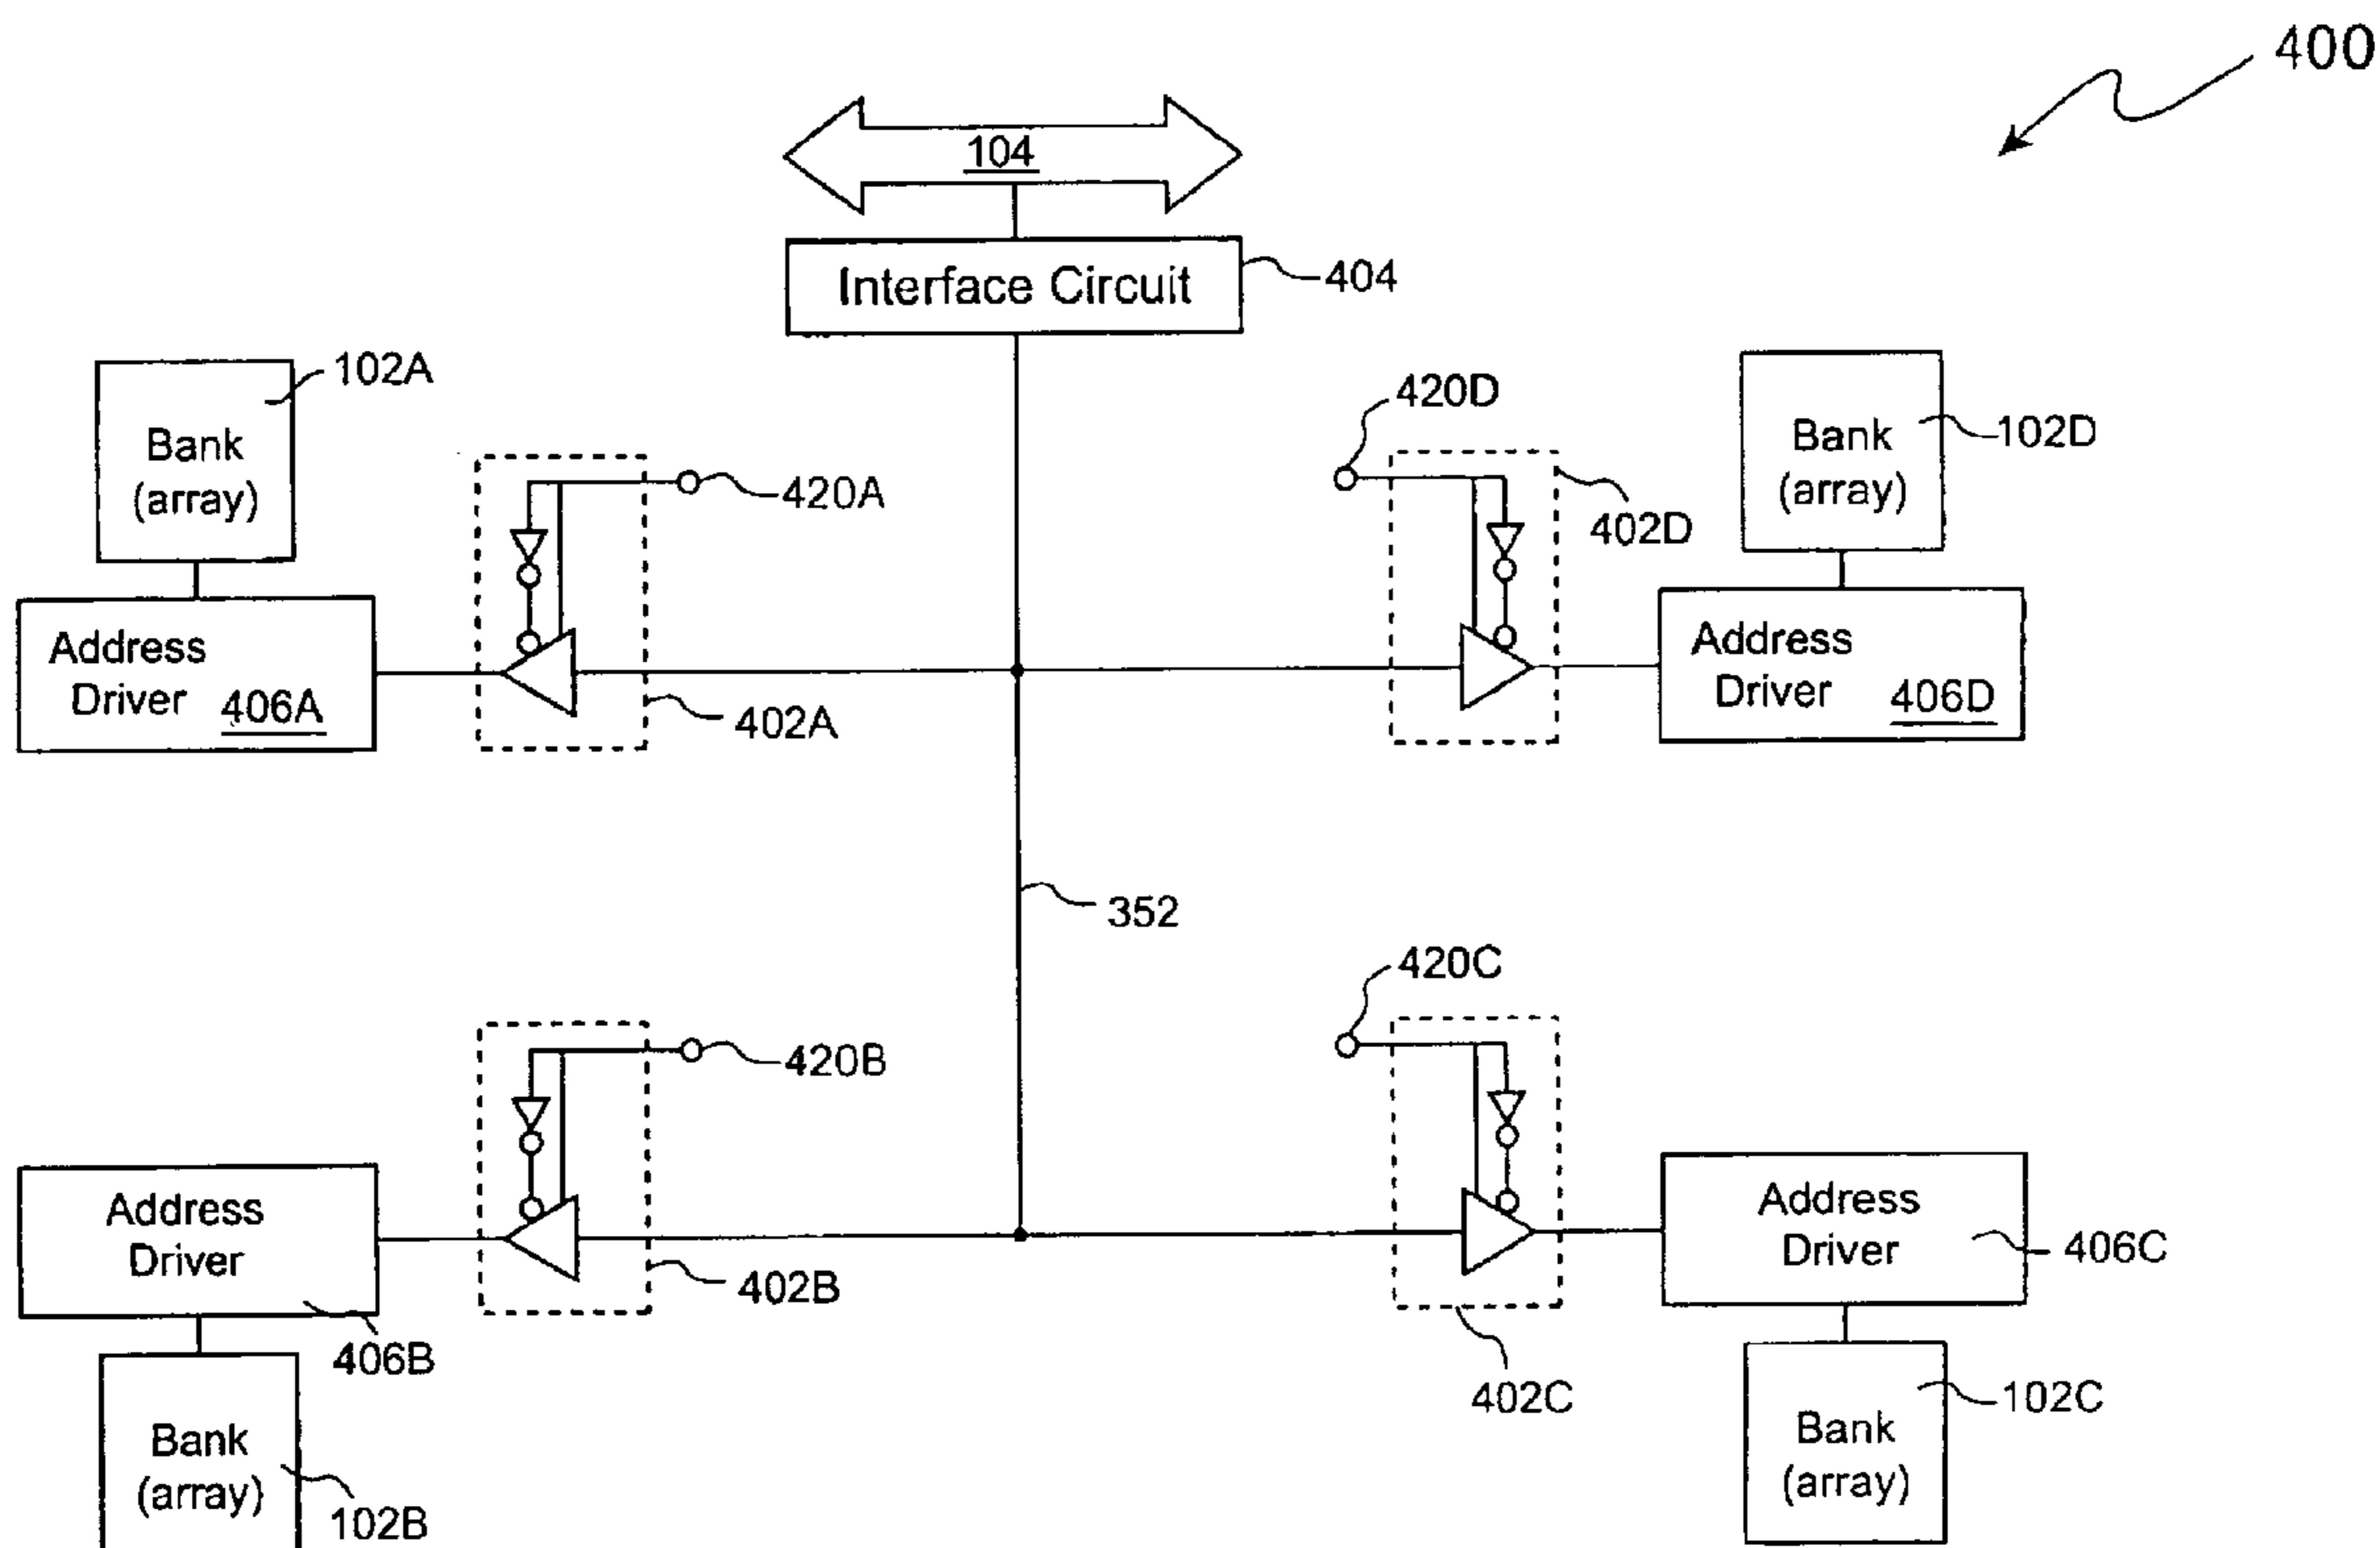 400
104
Interface Circuit
404
102A
Bank
(array)
420A
420D
Bank
(array)
102D
402D
Address
Driver
406A
402A
Address
Driver
406D
352
420B
420C
Address
Driver
406B
402B
Address
Driver
406C
402C
Bank
(array)
102B
Bank
(array)
102C